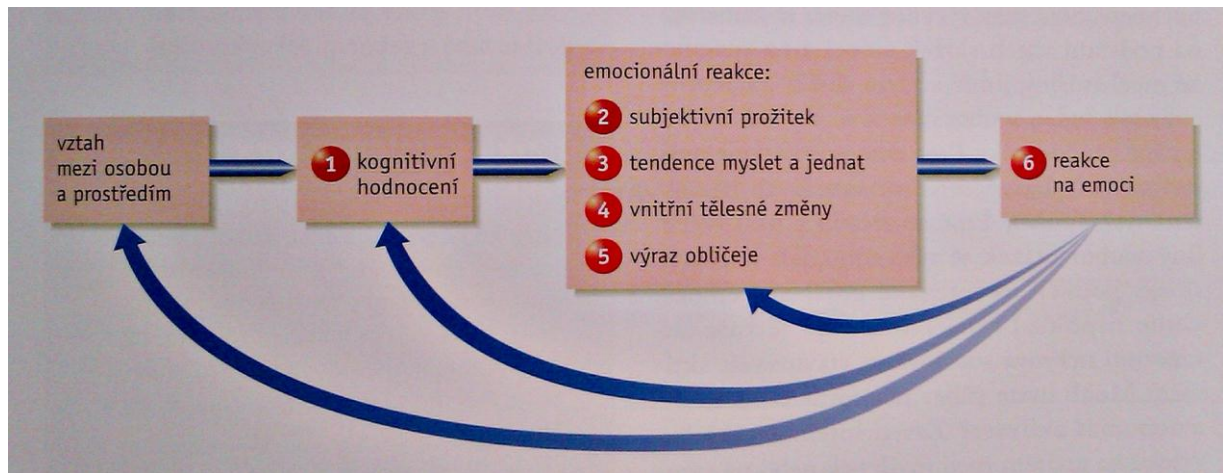 vztah
mezi osobou
a prostředím
1 kognitivní
hodnocení
emocionální reakce:
2 subjektivní prožitek
3 tendence myslet a jednat
4 vnitřní tělesné změny
5 výraz obličeje
6 reakce
na emoci